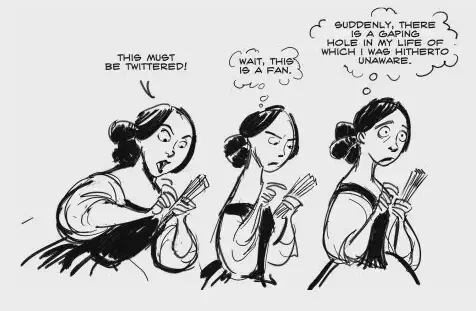 THIS MUST
BE TWITTERED!
WAIT, THIS
IS A FAN.
SUDDENLY, THERE
IS A GAPING
HOLE IN MY LIFE OF
WHICH I WAS HITHERTO
UNAWARE.